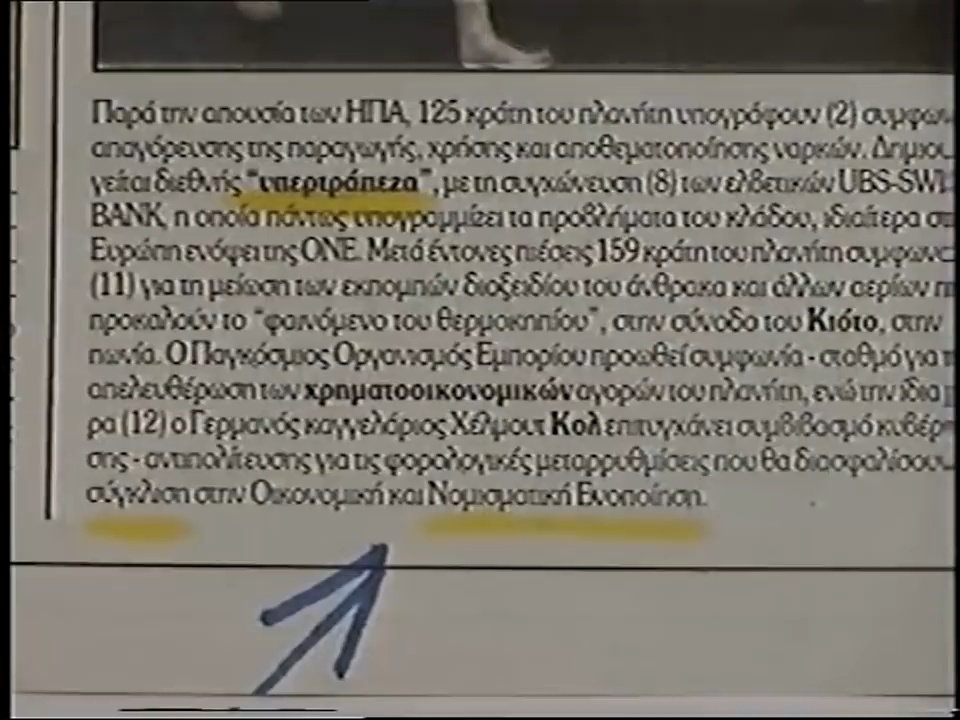 Παρά την απουσία των ΗΠΑ, 125 κράτη του πλανήτη υπογράφουν (2) συμφων
απαγόρευσης της παραγωγής, χρήσης και αποθεματοποίησης ναρκών. Δημιου
γείται διεθνής "υπερτράπεζα", με τη συγχώνευση (8) των ελβετικών UBS-SWI
BANK, η οποία πάντως υπογραμμίζει τα προβλήματα του κλάδου, ιδιαίτερα στ
Ευρώπη ενόψει της ΟΝΕ. Μετά έντονες πιέσεις 159 κράτη του πλανήτη συμφωνο
(11) για τη μείωση των εκπομπών διοξειδίου του άνθρακα και άλλων αερίων π
προκαλούν το "φαινόμενο του θερμοκηπίου", στην σύνοδο του Κιότο, στην
πωνία. Ο Παγκόσμιος Οργανισμός Εμπορίου προωθεί συμφωνία - σταθμό για τ
απελευθέρωση των χρηματοοικονομικών αγορών του πλανήτη, ενώ την ίδια
ρα (12) ο Γερμανός καγγελάριος Χέλμουτ Κολ επιτυγχάνει συμβιβασμό κυβέρ
σης - αντιπολίτευσης για τις φορολογικές μεταρρυθμίσεις που θα διασφαλίσου
σύγκλιση στην Οικονομική και Νομισματική Ενοποίηση.